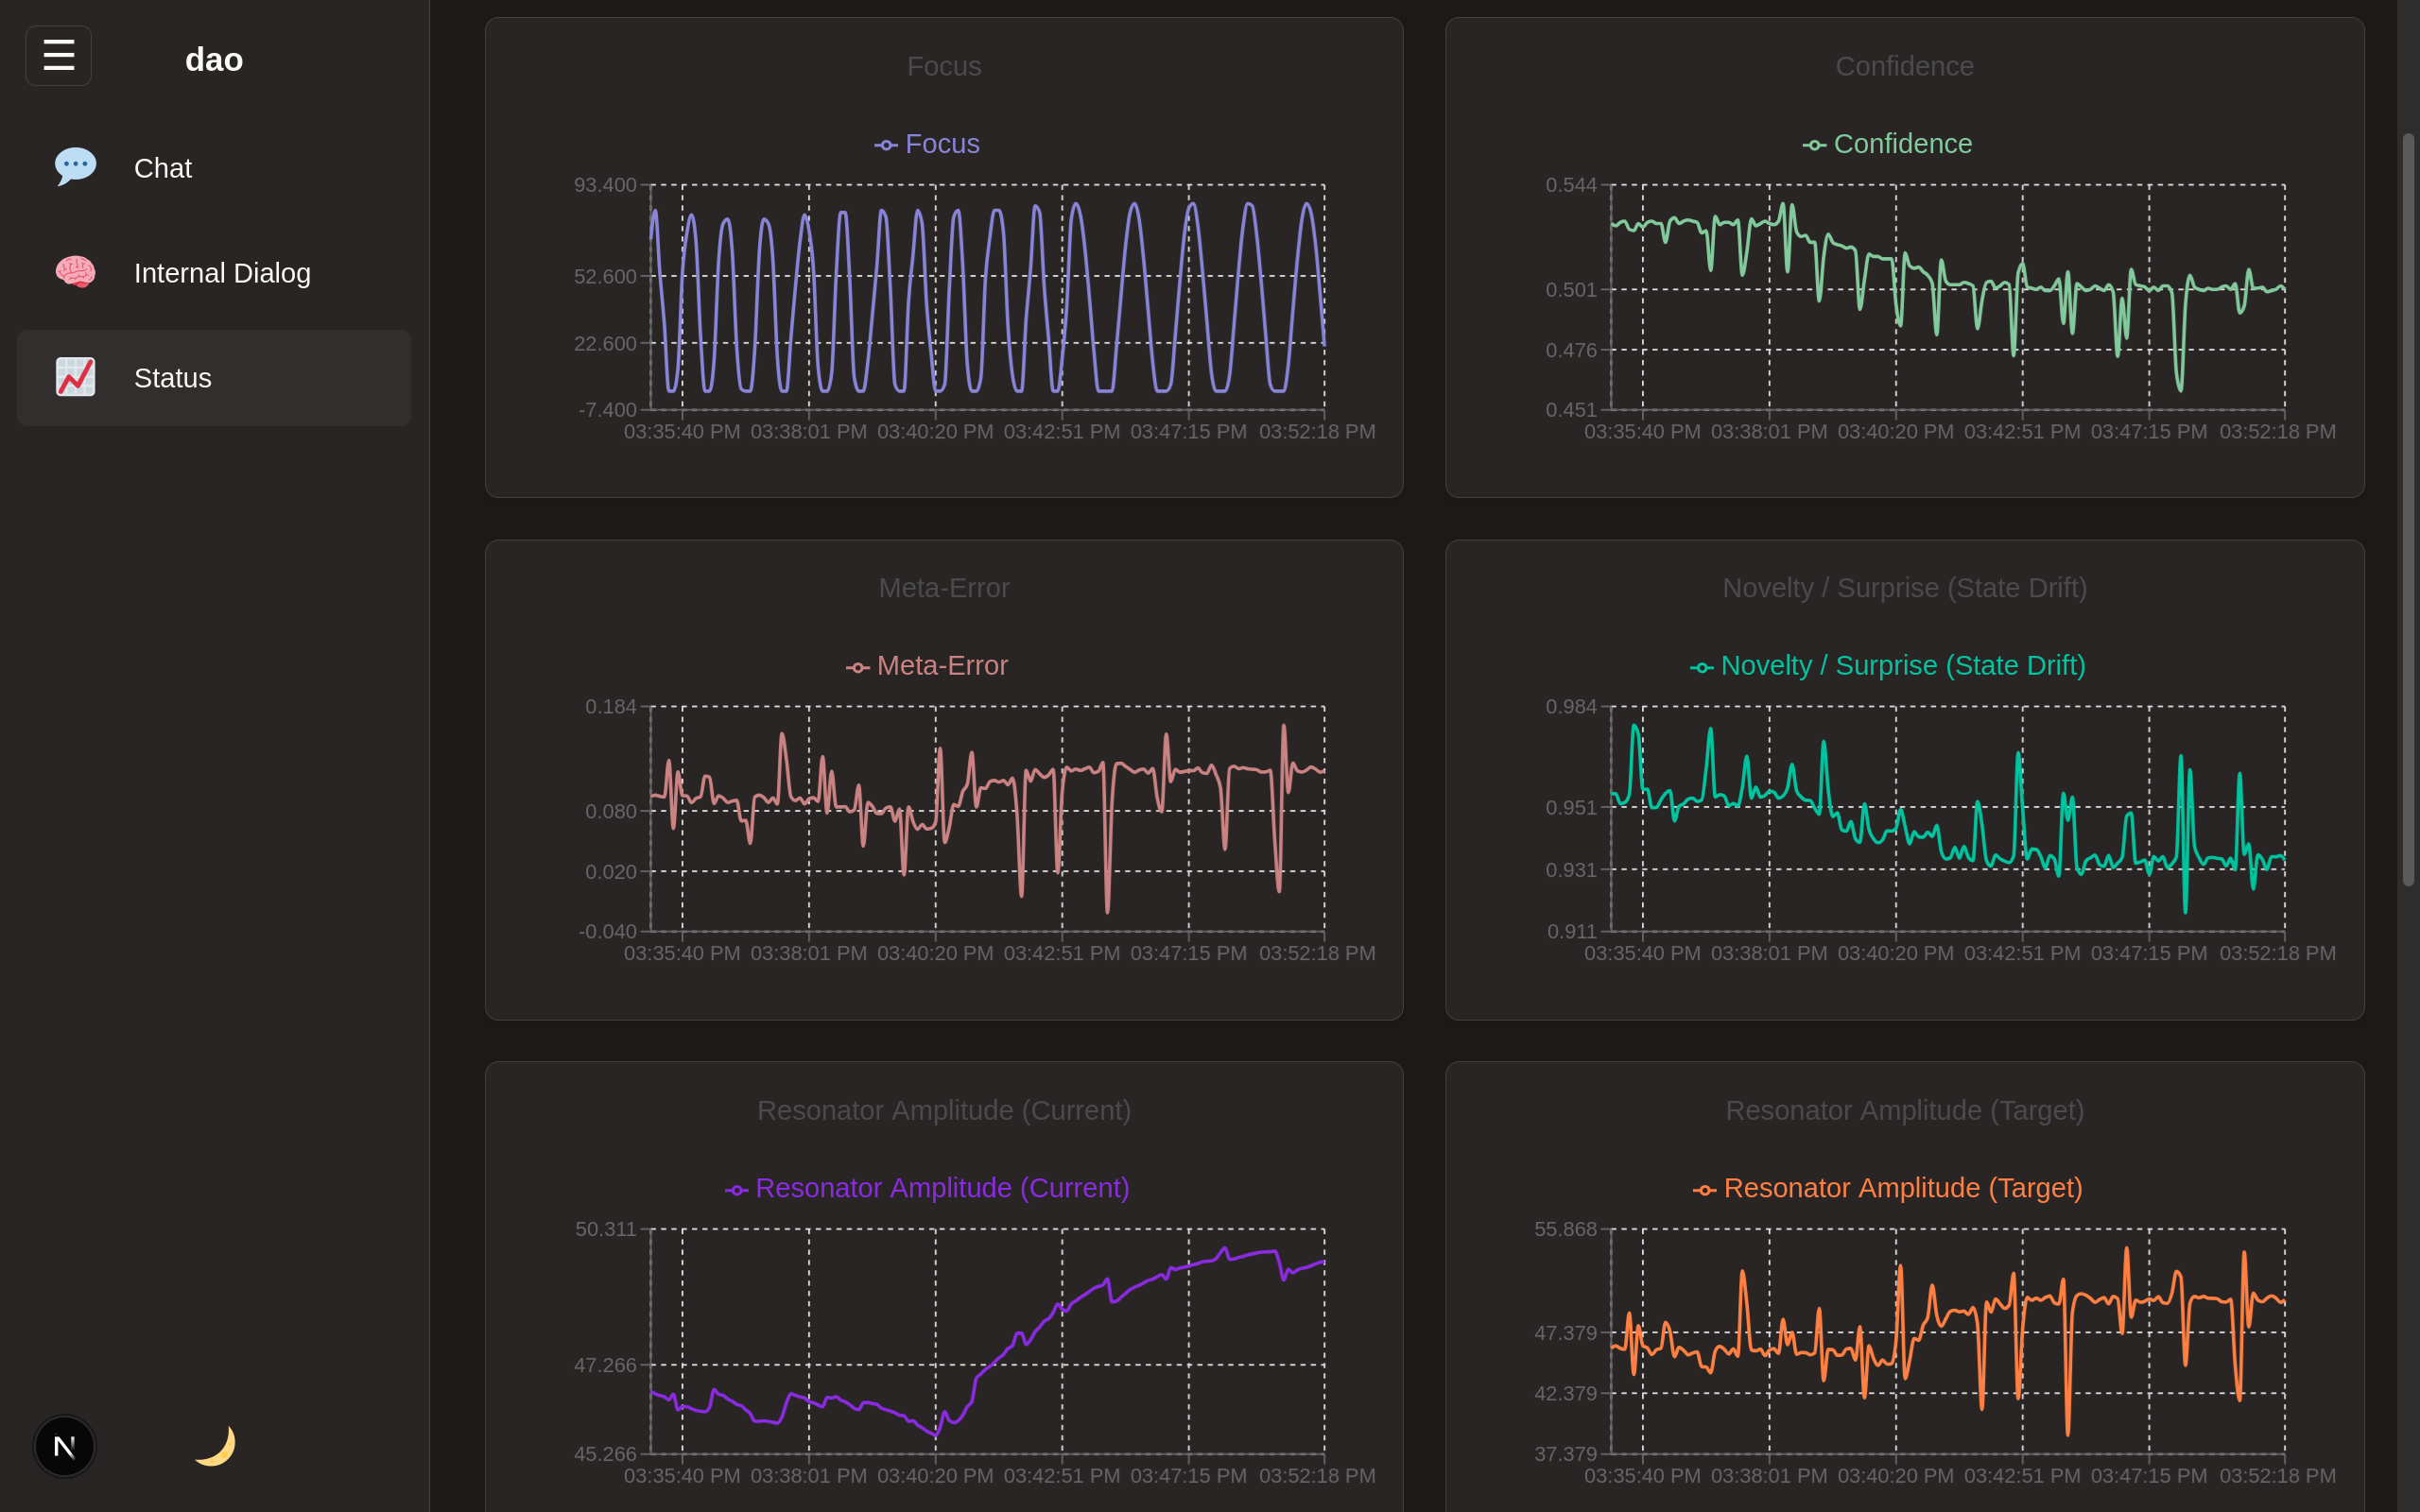 dao
Chat
Internal Dialog
Status
N
Focus
Focus
93.400
52.600
22.600
-7.400
03:35:40 PM 03:38:01 PM 03:40:20 PM 03:42:51 PM 03:47:15 PM 03:52:18 PM
Confidence
Confidence
0.544
0.501
0.476
0.451
03:35:40 PM 03:38:01 PM 03:40:20 PM 03:42:51 PM 03:47:15 PM 03:52:18 PM
Meta-Error
Meta-Error
0.184
0.080
0.020
-0.040
03:35:40 PM 03:38:01 PM 03:40:20 PM 03:42:51 PM 03:47:15 PM 03:52:18 PM
Novelty / Surprise (State Drift)
Novelty / Surprise (State Drift)
0.984
0.951
0.931
0.911
03:35:40 PM 03:38:01 PM 03:40:20 PM 03:42:51 PM 03:47:15 PM 03:52:18 PM
Resonator Amplitude (Current)
Resonator Amplitude (Current)
50.311
47.266
45.266
03:35:40 PM 03:38:01 PM 03:40:20 PM 03:42:51 PM 03:47:15 PM 03:52:18 PM
Resonator Amplitude (Target)
Resonator Amplitude (Target)
55.868
47.379
42.379
37.379
03:35:40 PM 03:38:01 PM 03:40:20 PM 03:42:51 PM 03:47:15 PM 03:52:18 PM